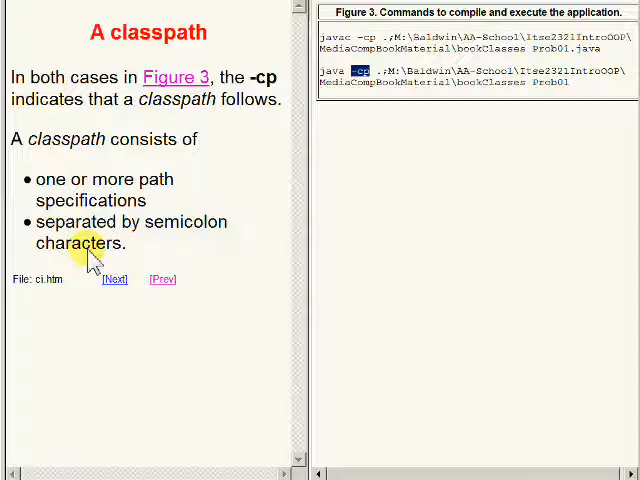 A classpath
In both cases in Figure 3, the -cp
indicates that a classpath follows.
A classpath consists of
• one or more path
specifications
• separated by semicolon
characters.
File: ci.htm [Next] [Prev]
Figure 3. Commands to compile and execute the application.
javac -cp .;M:\Baldwin\AA-School\Itse2321IntroOOP\
MediaCompBookMaterial\bookClasses Prob01.java
java -cp .;M:\Baldwin\AA-School\Itse2321IntroOOP\
MediaCompBookMaterial\bookClasses Prob01